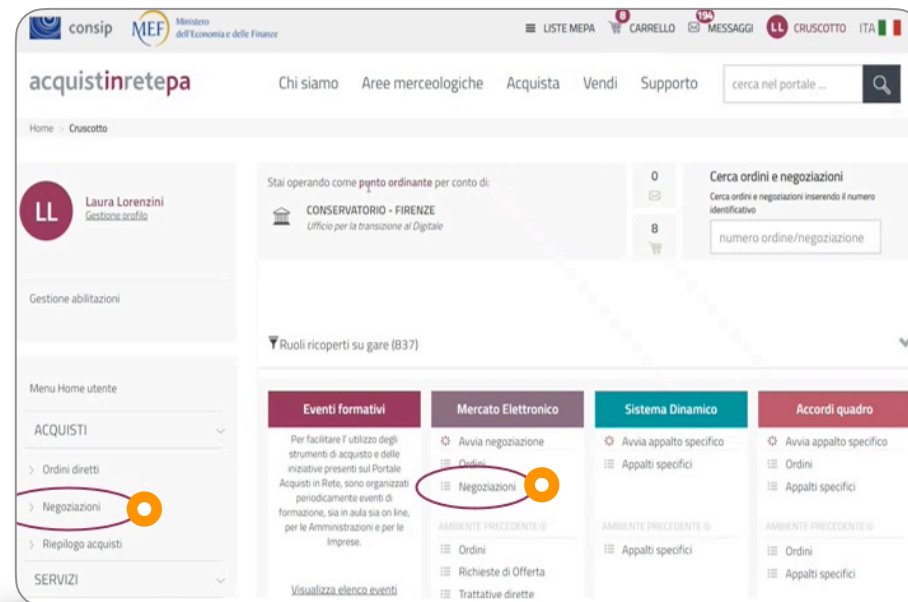 consip MEF Ministero dell'Economia e delle Finanze
LISTE MEPA 8 CARRELLO 194 MESSAGGI LL CRUSCOTTO ITA
acquistinretepa
Chi siamo Aree merceologiche Acquista Vendi Supporto cerca nel portale ...
Home > Cruscotto
LL
Laura Lorenzini
Gestione profilo
Gestione abilitazioni
Menu Home utente
ACQUISTI
> Ordini diretti
> Negoziazioni
> Riepilogo acquisti
SERVIZI
Stai operando come punto ordinante per conto di:
CONSERVATORIO - FIRENZE
Ufficio per la transizione al Digitale
0
8
Cerca ordini e negoziazioni
Cerca ordini e negoziazioni inserendo il numero
identificativo
numero ordine/negoziazione
Ruoli ricoperti su gare (837)
Eventi formativi
Per facilitare l' utilizzo degli
strumenti di acquisto e delle
iniziative presenti sul Portale
Acquisti in Rete, sono organizzati
periodicamente eventi di
formazione, sia in aula sia on line,
per le Amministrazioni e per le
Imprese.
Visualizza elenco eventi
Mercato Elettronico
Avvia negoziazione
Ordini
Negoziazioni
AMBIENTE PRECEDENTE
Ordini
Richieste di Offerta
Trattative dirette
Sistema Dinamico
Avvia appalto specifico
Appalti specifici
AMBIENTE PRECEDENTE
Appalti specifici
Accordi quadro
Avvia appalto specifico
Ordini
Appalti specifici
AMBIENTE PRECEDENTE
Ordini
Appalti specifici